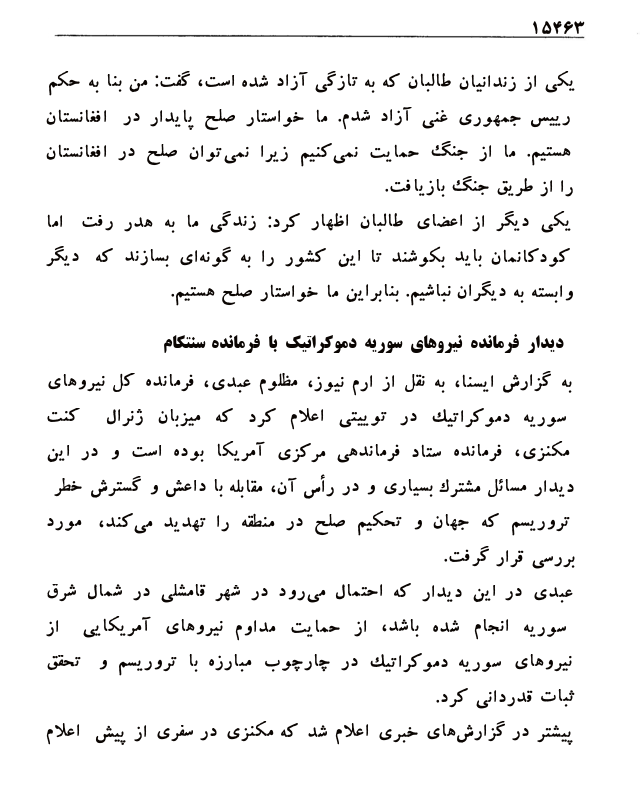 ۱۵۴۶۳
یکی از زندانیان طالبان که به تازگی آزاد شده است، گفت: من بنا به حکم
رییس جمهوری غنی آزاد شدم. ما خواستار صلح پایدار در افغانستان
هستیم. ما از جنگ حمایت نمی‌کنیم زیرا نمی‌توان صلح در افغانستان
را از طریق جنگ بازیافت.
یکی دیگر از اعضای طالبان اظهار کرد: زندگی ما به هدر رفت اما
کودکانمان باید بکوشند تا این کشور را به گونه‌ای بسازند که دیگر
وابسته به دیگران نباشیم. بنابراین ما خواستار صلح هستیم.
دیدار فرمانده نیروهای سوریه دموکراتیک با فرمانده سنتکام
به گزارش ایسنا، به نقل از ارم نیوز، مظلوم عبدی، فرمانده کل نیروهای
سوریه دموکراتیك در توییتی اعلام کرد که میزبان ژنرال کنت
مکنزی، فرمانده ستاد فرماندهی مرکزی آمریکا بوده است و در این
دیدار مسائل مشترك بسیاری و در رأس آن، مقابله با داعش و گسترش خطر
تروریسم که جهان و تحکیم صلح در منطقه را تهدید می‌کند، مورد
بررسی قرار گرفت.
عبدی در این دیدار که احتمال می‌رود در شهر قامشلی در شمال شرق
سوریه انجام شده باشد، از حمایت مداوم نیروهای آمریکایی از
نیروهای سوریه دموکراتیك در چارچوب مبارزه با تروریسم و تحقق
ثبات قدردانی کرد.
پیشتر در گزارش‌های خبری اعلام شد که مکنزی در سفری از پیش اعلام